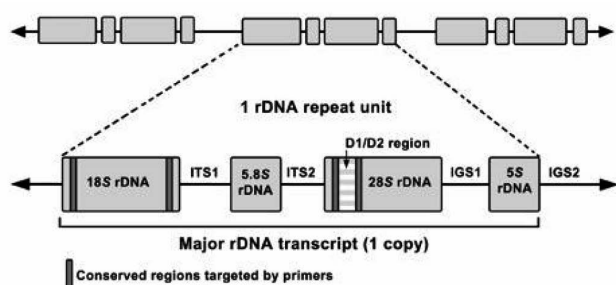 1 rDNA repeat unit
D1/D2 region
18S rDNA
ITS1
5.8S
rDNA
ITS2
28S rDNA
IGS1
5S
rDNA
IGS2
Major rDNA transcript (1 copy)
Conserved regions targeted by primers